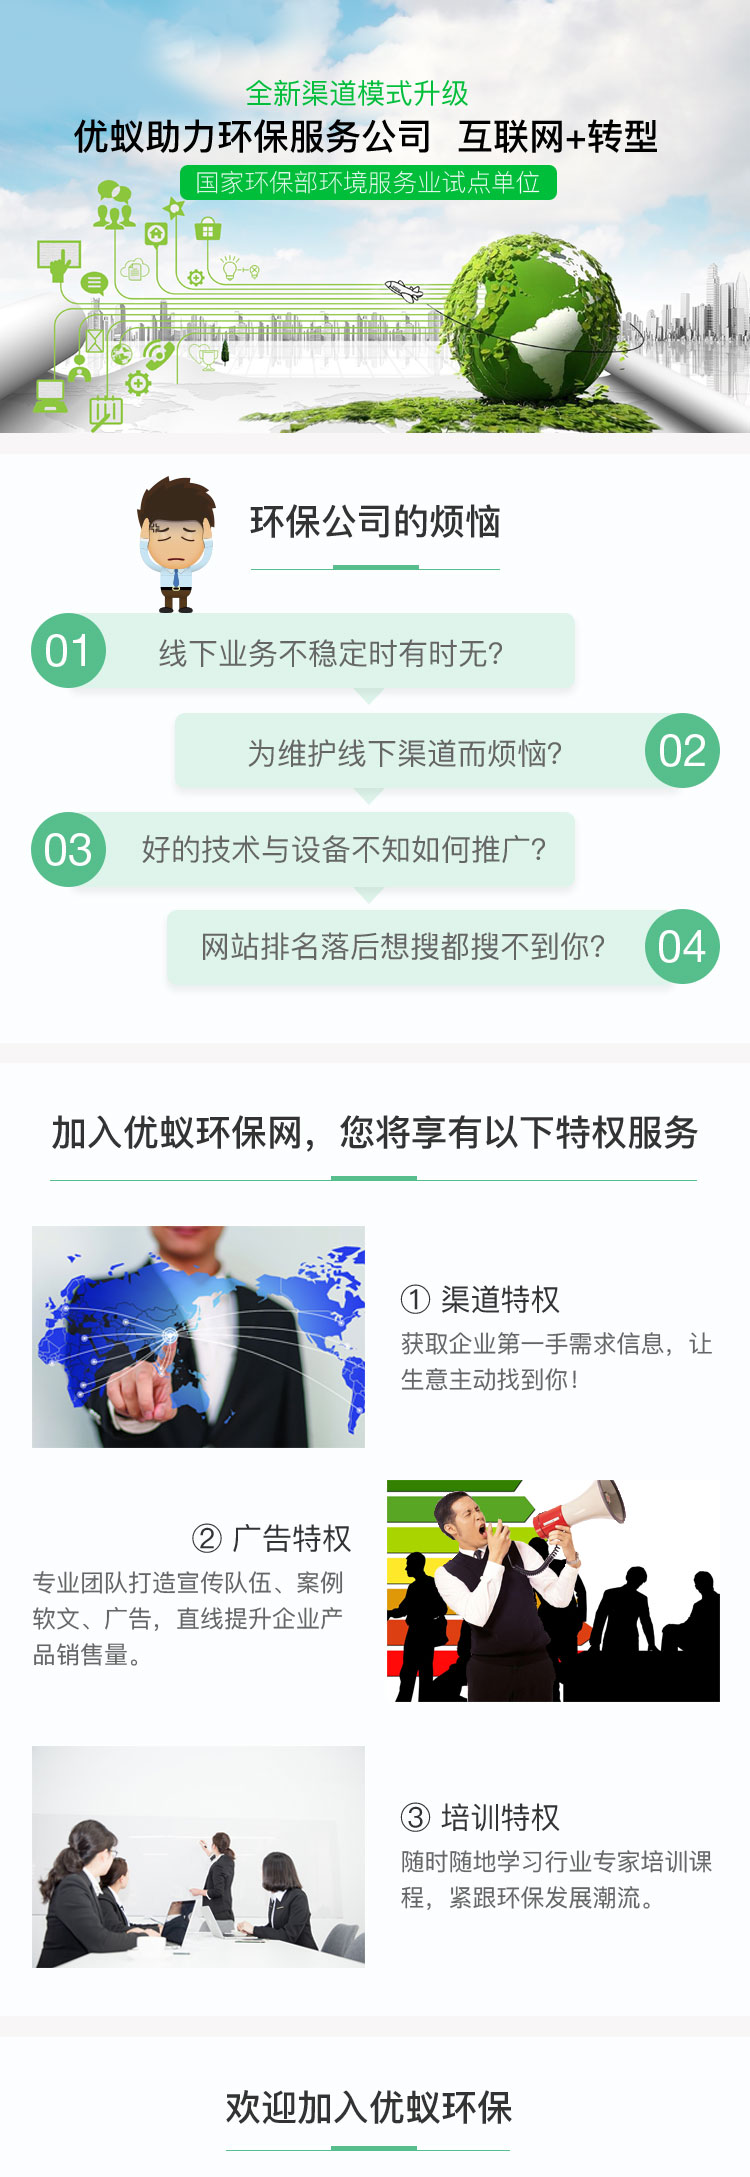 全新渠道模式升级
优蚁助力环保服务公司 互联网+转型
国家环保部环境服务业试点单位
环保公司的烦恼
01 线下业务不稳定时有时无?
为维护线下渠道而烦恼? 02
03 好的技术与设备不知如何推广?
网站排名落后想搜都搜不到你? 04
加入优蚁环保网，您将享有以下特权服务
① 渠道特权
获取企业第一手需求信息，让
生意主动找到你！
② 广告特权
专业团队打造宣传队伍、案例
软文、广告，直线提升企业产
品销售量。
③ 培训特权
随时随地学习行业专家培训课
程，紧跟环保发展潮流。
欢迎加入优蚁环保